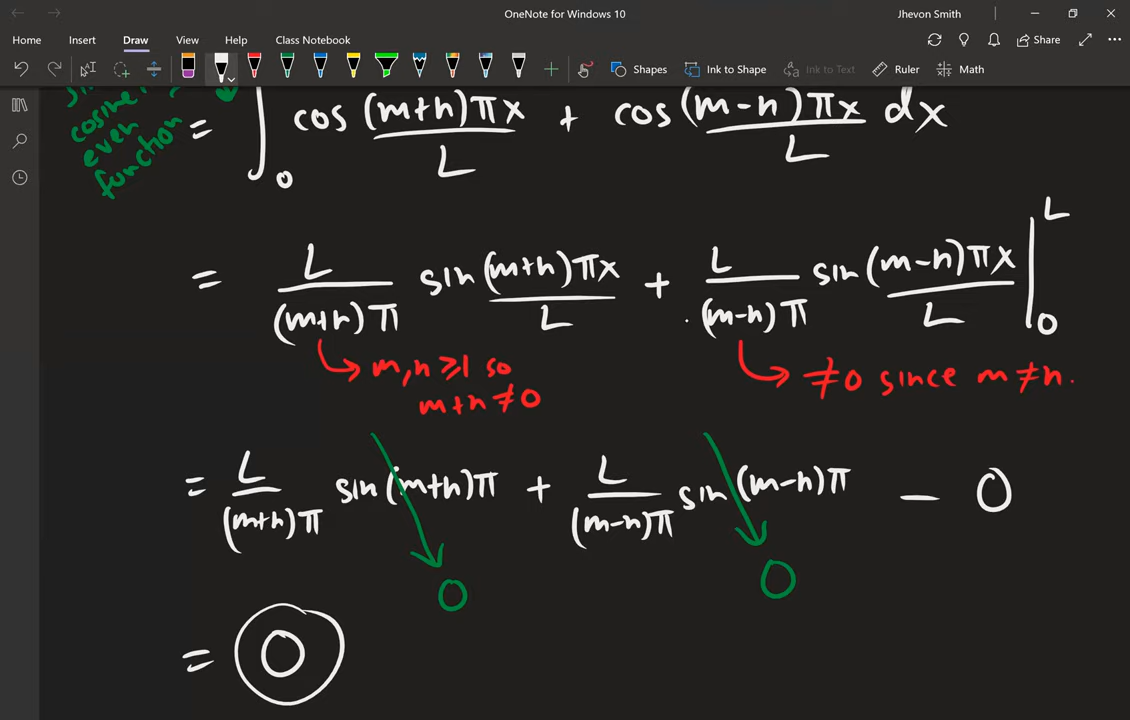 OneNote for Windows 10
Jhevon Smith
Home Insert Draw View Help Class Notebook
Share
Shapes Ink to Shape Ink to Text Ruler Math
cosine
even
function
= ∫₀ cos (m+n)πx/L + cos (m-n)πx/L dx
= L/((m+n)π) sin (m+n)πx/L + L/((m-n)π) sin (m-n)πx/L |₀ᴸ
→ m,n ≥ 1 so
m+n ≠ 0
→ ≠0 since m ≠ n.
= L/((m+n)π) sin (m+n)π + L/((m-n)π) sin (m-n)π - 0
0 0
= 0